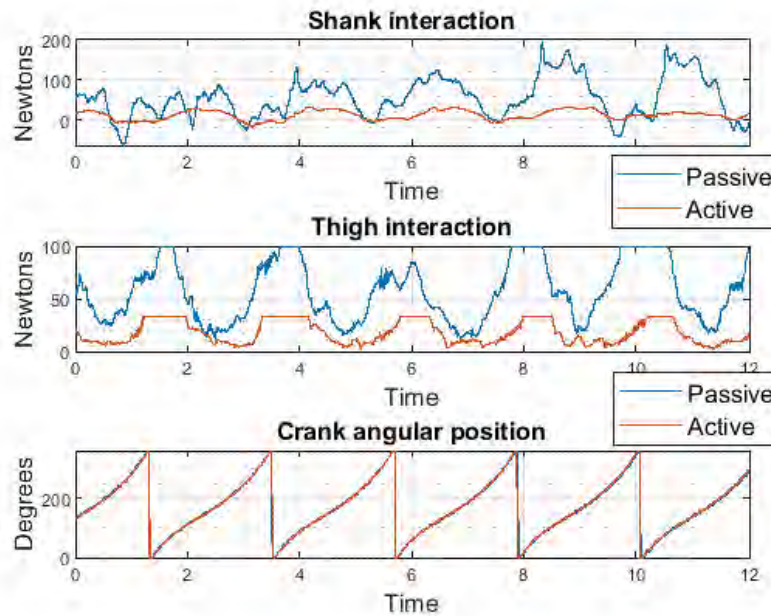 Shank interaction
200
100
0
Newtons
0 2 4 6 8 10 12
Time
Passive
Active
Thigh interaction
100
50
0
Newtons
0 2 4 6 8 10 12
Time
Passive
Active
Crank angular position
200
0
Degrees
0 2 4 6 8 10 12
Time